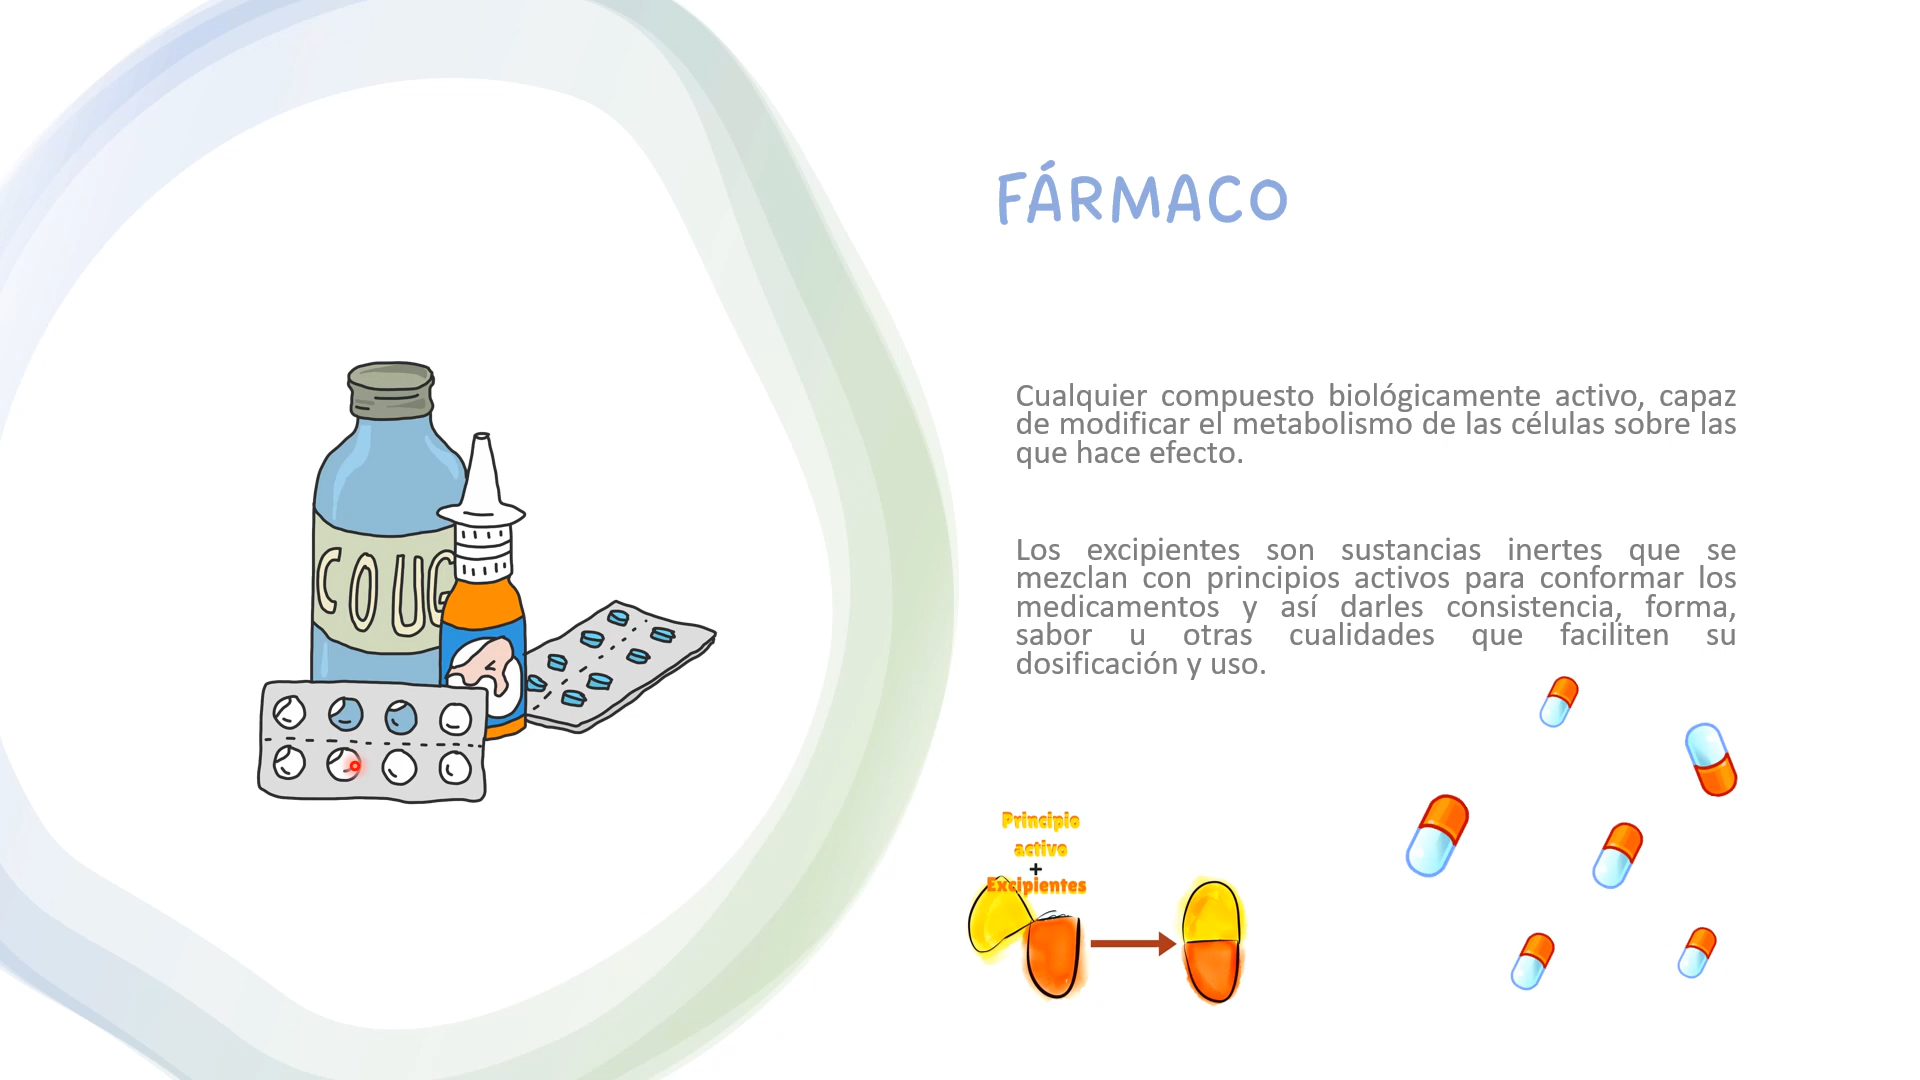 FÁRMACO
Cualquier compuesto biológicamente activo, capaz
de modificar el metabolismo de las células sobre las
que hace efecto.
Los excipientes son sustancias inertes que se
mezclan con principios activos para conformar los
medicamentos y así darles consistencia, forma,
sabor u otras cualidades que faciliten su
dosificación y uso.
COUG
Principio
activo
+
Excipientes